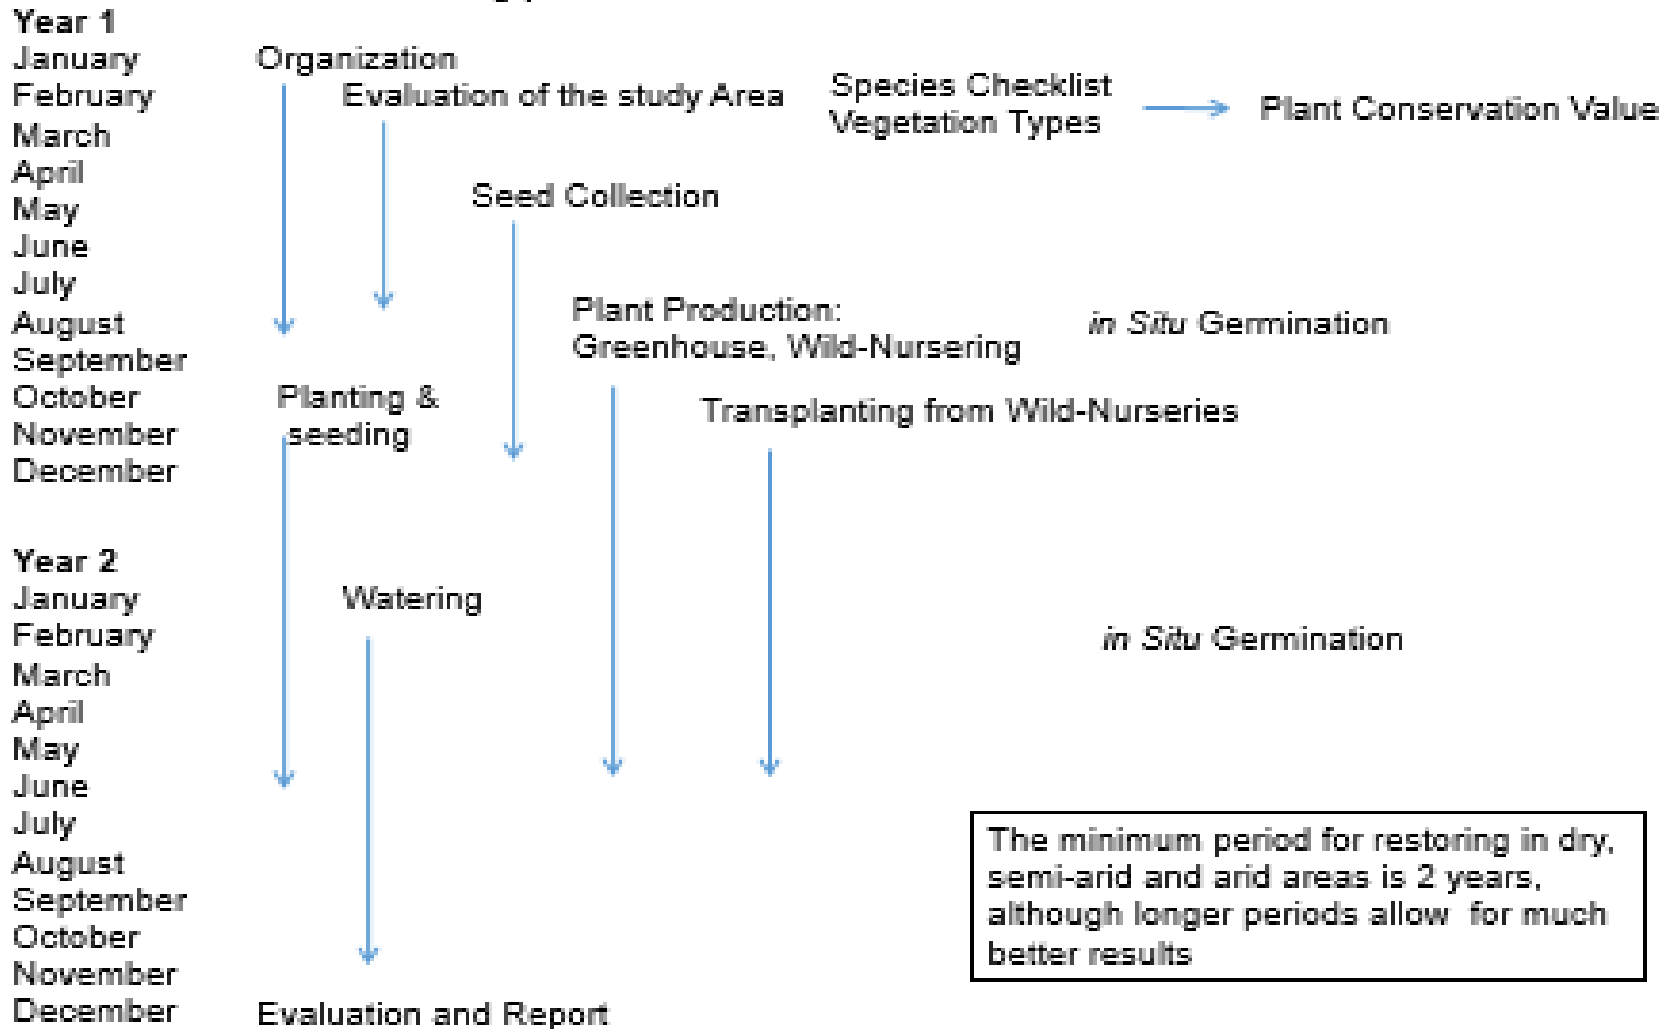 Year 1
January
Organization
February
Evaluation of the study Area
Species Checklist
Vegetation Types
Plant Conservation Value
March
April
May
Seed Collection
June
July
August
Plant Production:
Greenhouse, Wild-Nursering
in Situ Germination
September
October
Planting &
seeding
Transplanting from Wild-Nurseries
November
December
Year 2
January
Watering
February
in Situ Germination
March
April
May
June
July
August
September
October
November
December
Evaluation and Report
The minimum period for restoring in dry,
semi-arid and arid areas is 2 years,
although longer periods allow for much
better results